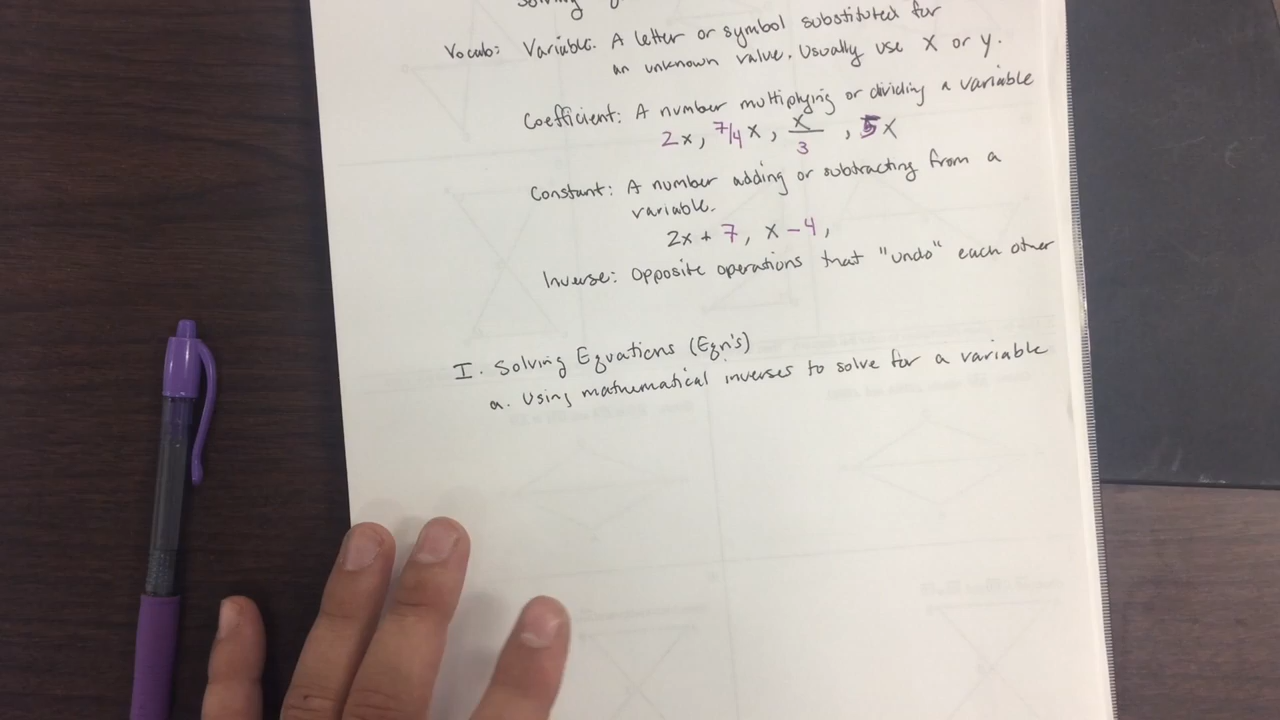 Solving
Vocab: Variable. A letter or symbol substituted for
an unknown value. Usually use X or y.
Coefficient: A number multiplying or dividing a variable
2x, 7/4 x, x/3, 5x
Constant: A number adding or subtracting from a
variable.
2x + 7, x - 4,
Inverse: Opposite operations that "undo" each other
I. Solving Equations (Eqn's)
a. Using mathematical inverses to solve for a variable